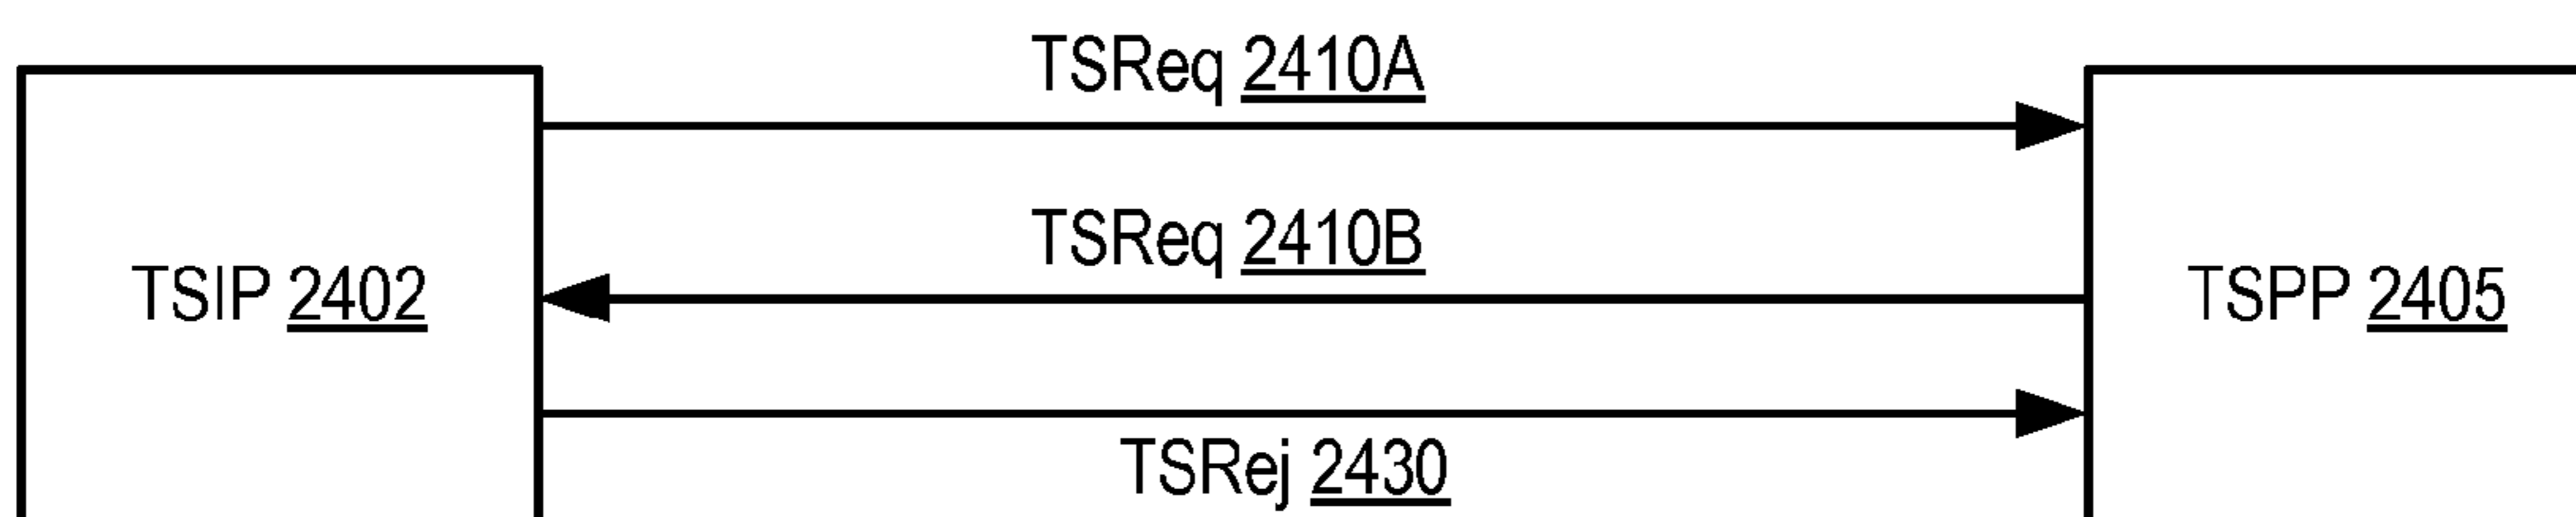 TSReq 2410A
TSReq 2410B
TSIP 2402
TSPP 2405
TSRej 2430